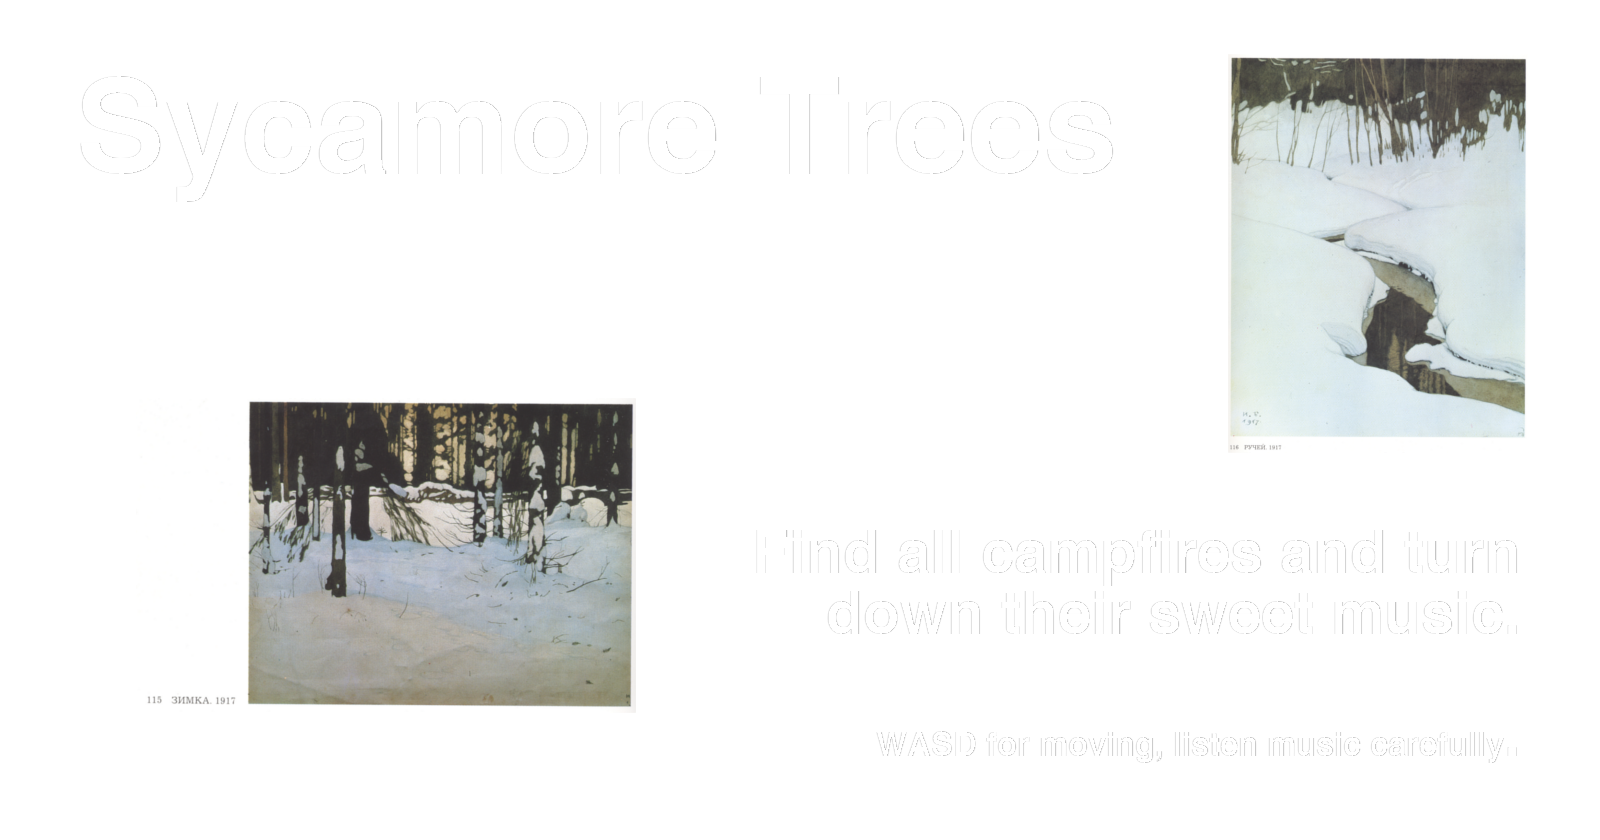 Sycamore Trees
116 РУЧЕЙ. 1917
Find all campfires and turn
down their sweet music.
115 ЗИМКА. 1917
WASD for moving, listen music carefully.